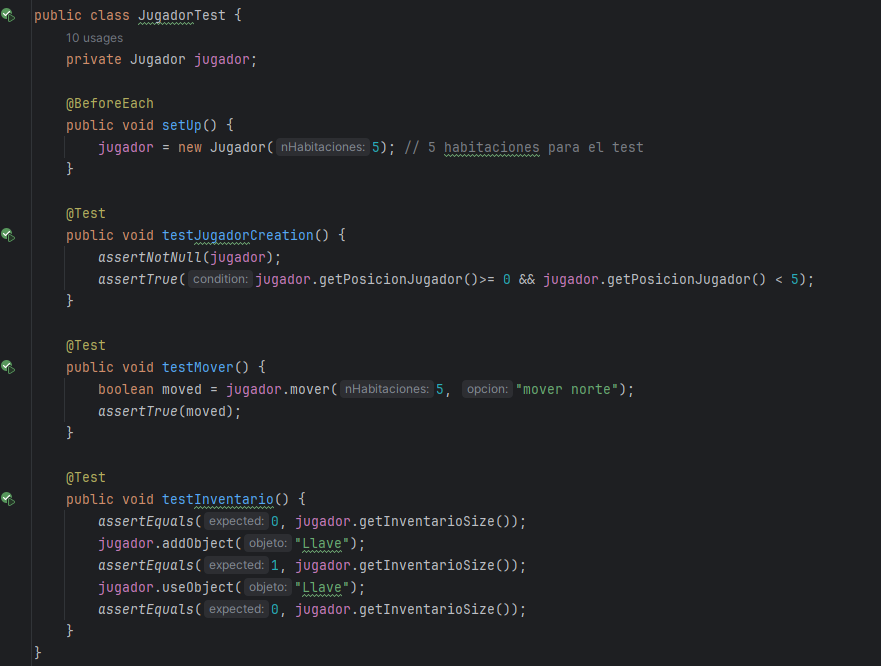 public class JugadorTest {
10 usages
private Jugador jugador;
@BeforeEach
public void setUp() {
jugador = new Jugador( nHabitaciones: 5); // 5 habitaciones para el test
}
@Test
public void testJugadorCreation() {
assertNotNull(jugador);
assertTrue( condition: jugador.getPosicionJugador()>= 0 && jugador.getPosicionJugador() < 5);
}
@Test
public void testMover() {
boolean moved = jugador.mover( nHabitaciones: 5, opcion: "mover norte");
assertTrue(moved);
}
@Test
public void testInventario() {
assertEquals( expected: 0, jugador.getInventarioSize());
jugador.addObject( objeto: "Llave");
assertEquals( expected: 1, jugador.getInventarioSize());
jugador.useObject( objeto: "Llave");
assertEquals( expected: 0, jugador.getInventarioSize());
}
}